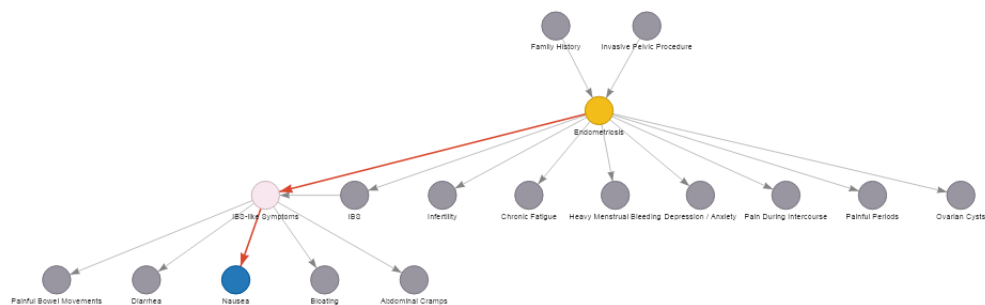 Family History
Invasive Pelvic Procedure
Endometriosis
IBS-like Symptoms
IBS
Infertility
Chronic Fatigue
Heavy Menstrual Bleeding
Depression / Anxiety
Pain During Intercourse
Painful Periods
Ovarian Cysts
Painful Bowel Movements
Diarrhea
Nausea
Bloating
Abdominal Cramps